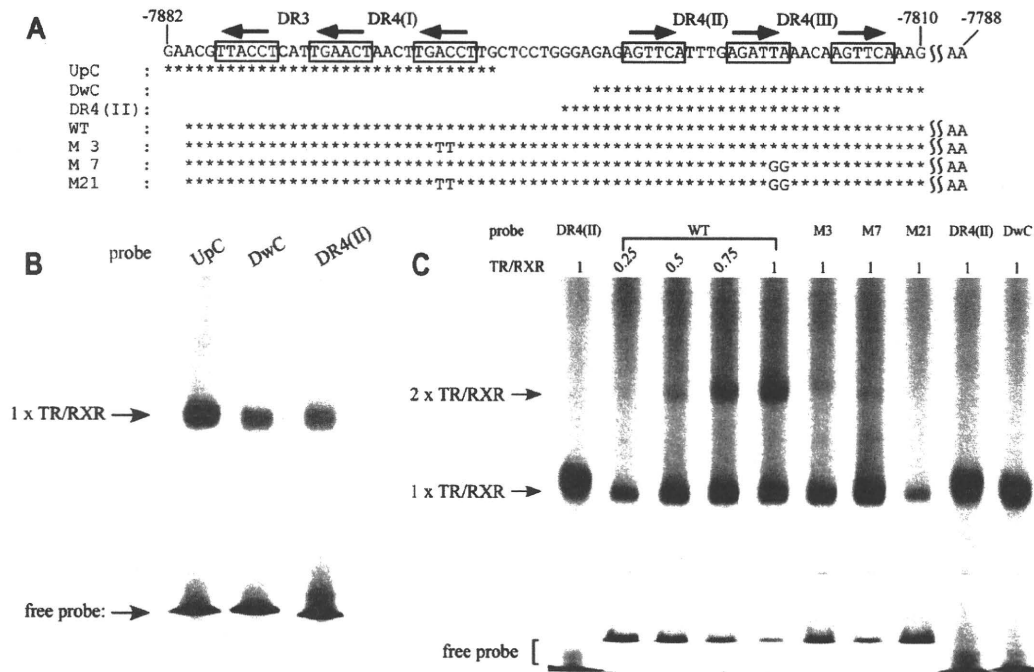 A
-7882 DR3 DR4(I) DR4(II) DR4(III) -7810 -7788
GAACGTTACCTCATTGAACTAACTTGACCTTGCTCCTGGGAGAGAGTTCATTTGAGATTAAACAAGTTCAAAG∫∫AA
UpC : ********************************
DwC : ********************************
DR4(II): ***************************
WT : ***********************************************************************∫∫AA
M 3 : ************************TT*********************************************∫∫AA
M 7 : ********************************************************GG*************∫∫AA
M21 : ************************TT******************************GG*************∫∫AA
B
probe UpC DwC DR4(II)
1 x TR/RXR
free probe:
C
probe DR4(II) WT M3 M7 M21 DR4(II) DwC
TR/RXR 1 0.25 0.5 0.75 1 1 1 1 1 1
2 x TR/RXR
1 x TR/RXR
free probe